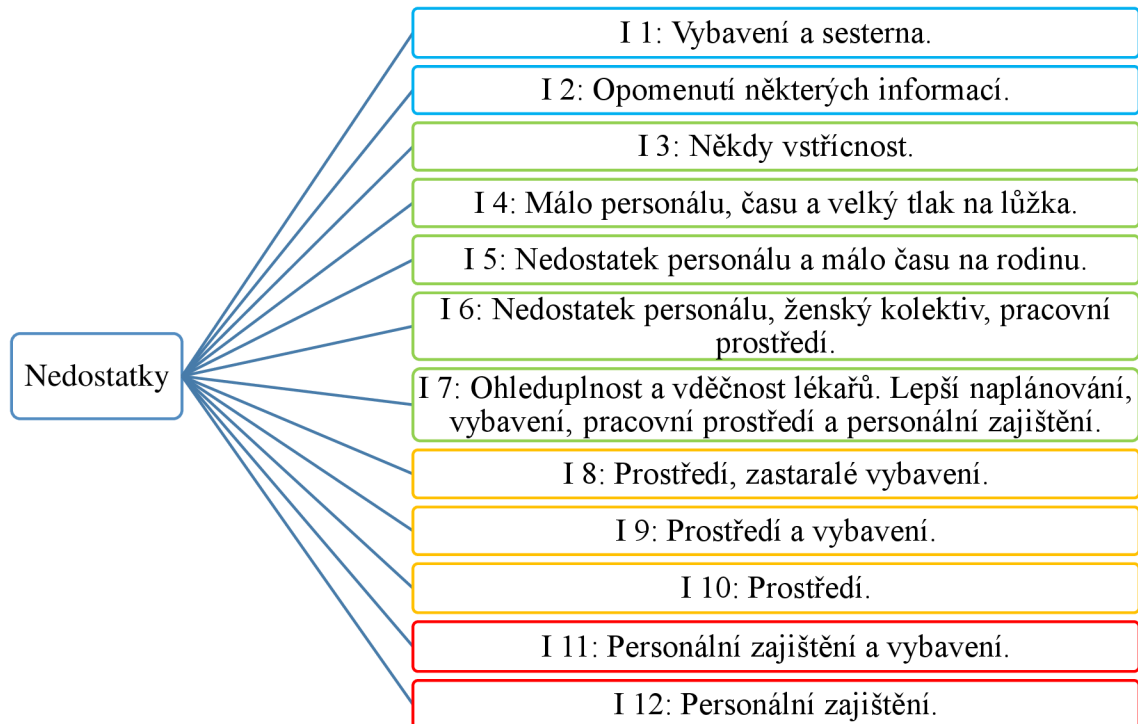 Nedostatky
I 1: Vybavení a sesterna.
I 2: Opomenutí některých informací.
I 3: Někdy vstřícnost.
I 4: Málo personálu, času a velký tlak na lůžka.
I 5: Nedostatek personálu a málo času na rodinu.
I 6: Nedostatek personálu, ženský kolektiv, pracovní
prostředí.
I 7: Ohleduplnost a vděčnost lékařů. Lepší naplánování,
vybavení, pracovní prostředí a personální zajištění.
I 8: Prostředí, zastaralé vybavení.
I 9: Prostředí a vybavení.
I 10: Prostředí.
I 11: Personální zajištění a vybavení.
I 12: Personální zajištění.